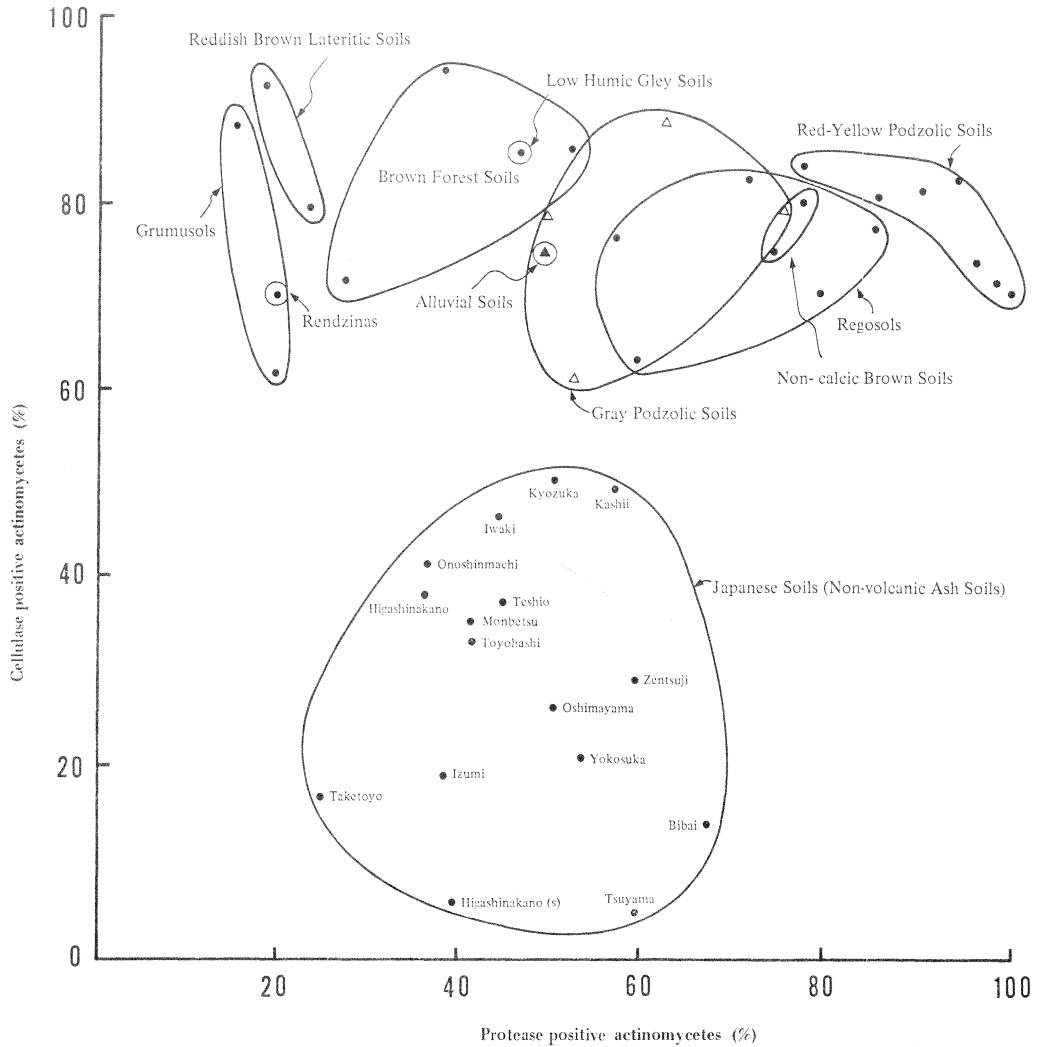 100
Reddish Brown Lateritic Soils
Low Humic Gley Soils
Red-Yellow Podzolic Soils
Brown Forest Soils
80
Grumusols
Alluvial Soils
Rendzinas
Regosols
Non- calcic Brown Soils
60
Gray Podzolic Soils
Kyozuka
Kashii
Iwaki
Onoshinmachi
40
Japanese Soils (Non-volcanic Ash Soils)
Higashinakano
Teshio
Monbetsu
Toyohashi
Zentsuji
Oshimayama
Yokosuka
20
Izumi
Taketoyo
Bibai
Higashinakano (s)
Tsuyama
0
20 40 60 80 100
Cellulase positive actinomycetes (%)
Protease positive actinomycetes (%)